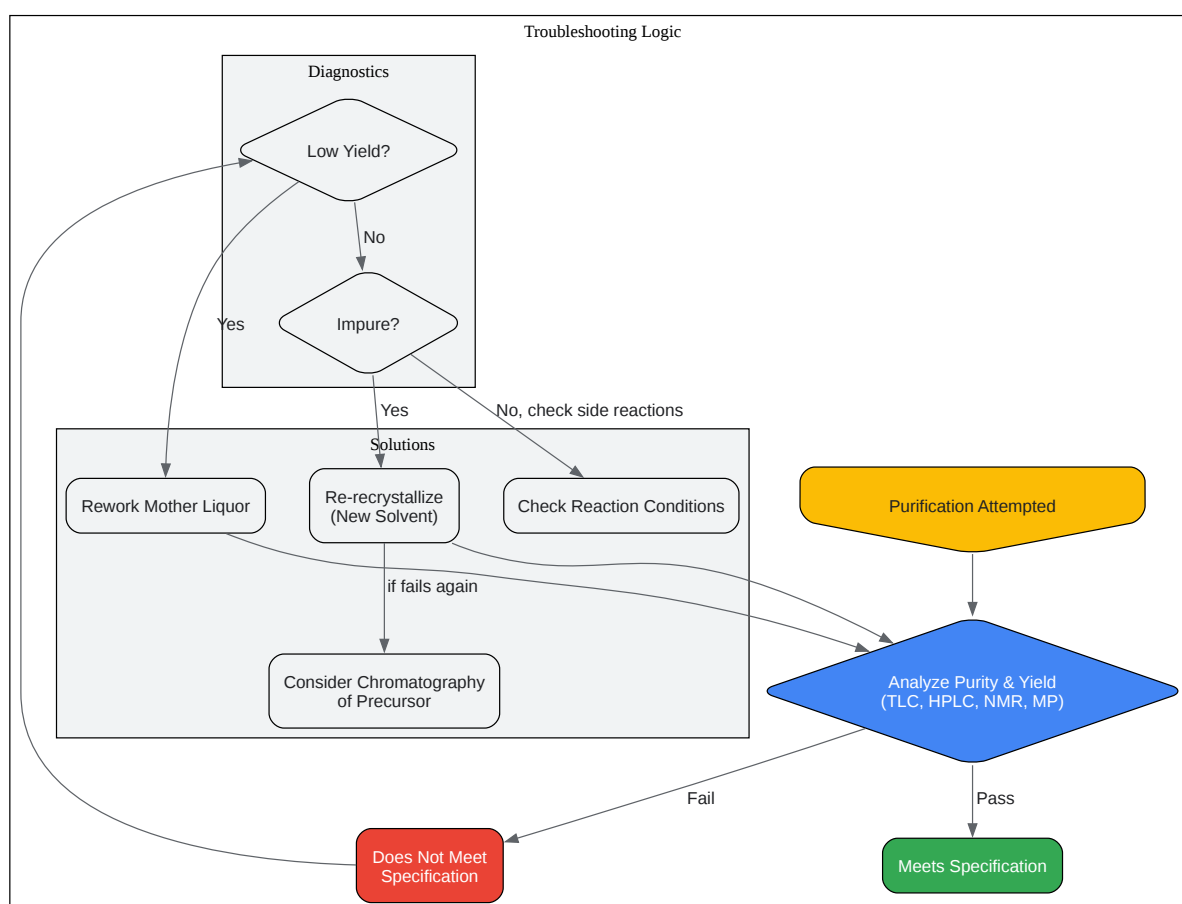 Troubleshooting Logic
Diagnostics
Low Yield?
No
Yes
Impure?
Yes
No, check side reactions
Solutions
Rework Mother Liquor
Re-recrystallize
(New Solvent)
Check Reaction Conditions
Purification Attempted
if fails again
Consider Chromatography
of Precursor
Analyze Purity & Yield
(TLC, HPLC, NMR, MP)
Fail
Pass
Does Not Meet
Specification
Meets Specification